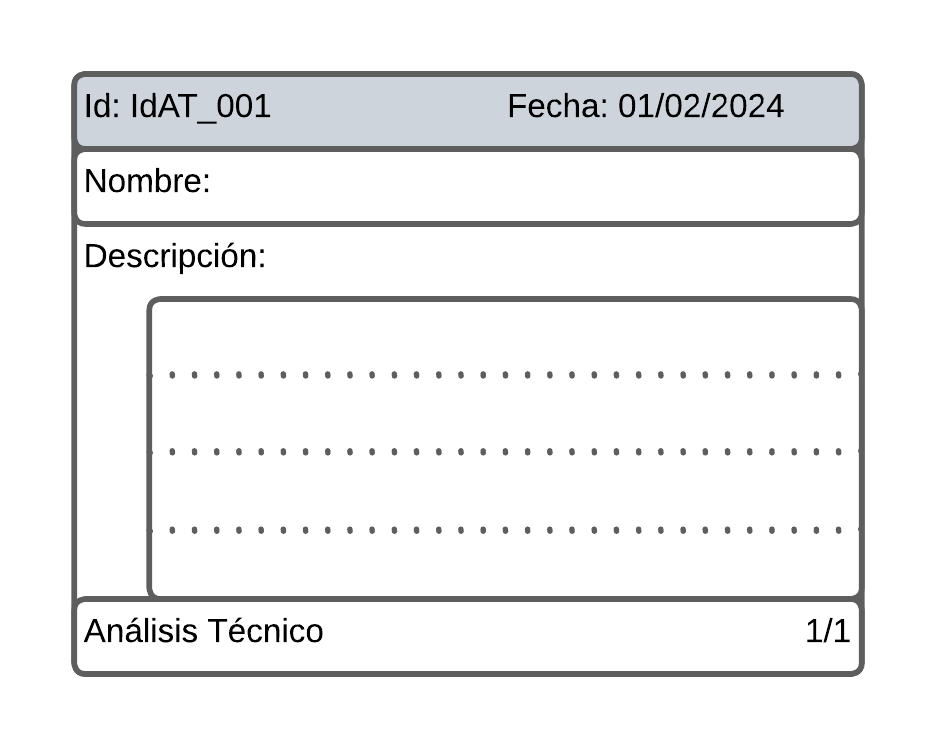 Id: IdAT_001 Fecha: 01/02/2024
Nombre:
Descripción:
Análisis Técnico 1/1